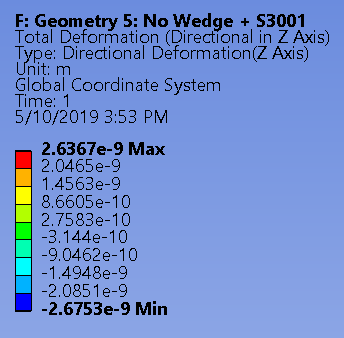 F: Geometry 5: No Wedge + S3001
Total Deformation (Directional in Z Axis)
Type: Directional Deformation(Z Axis)
Unit: m
Global Coordinate System
Time: 1
5/10/2019 3:53 PM
2.6367e-9 Max
2.0465e-9
1.4563e-9
8.6605e-10
2.7583e-10
-3.144e-10
-9.0462e-10
-1.4948e-9
-2.0851e-9
-2.6753e-9 Min